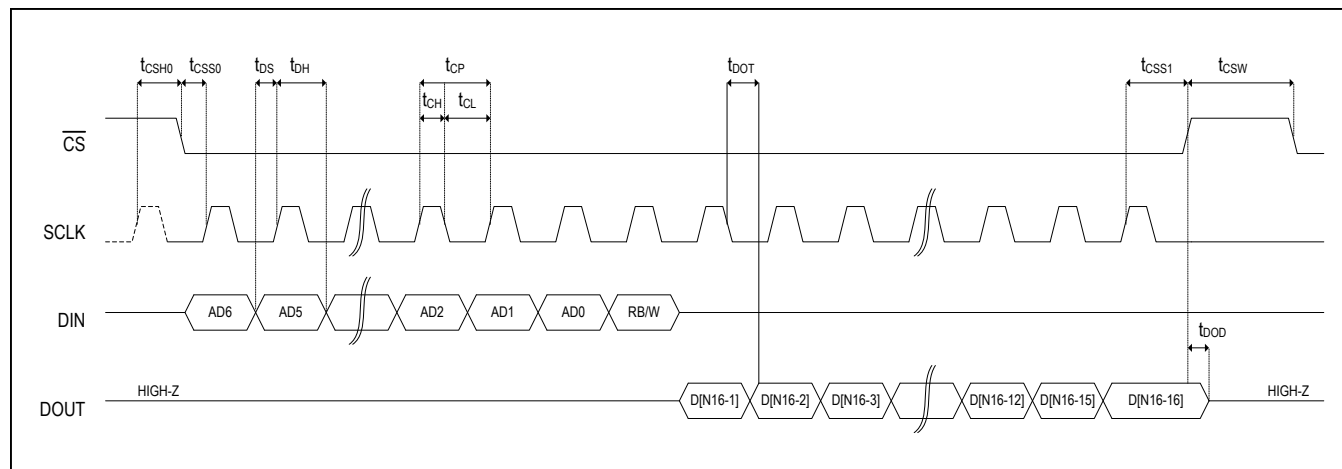 tCSH0 tCSS0 tDS tDH tCP tDOT tCSS1 tCSW
tCH tCL
CS
SCLK
DIN AD6 AD5 AD2 AD1 AD0 RB/W
tDOD
DOUT HIGH-Z D[N16-1] D[N16-2] D[N16-3] D[N16-12] D[N16-15] D[N16-16] HIGH-Z